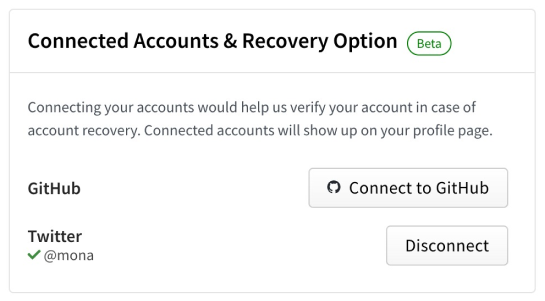 Connected Accounts & Recovery Option Beta
Connecting your accounts would help us verify your account in case of
account recovery. Connected accounts will show up on your profile page.
GitHub
Connect to GitHub
Twitter
@mona
Disconnect